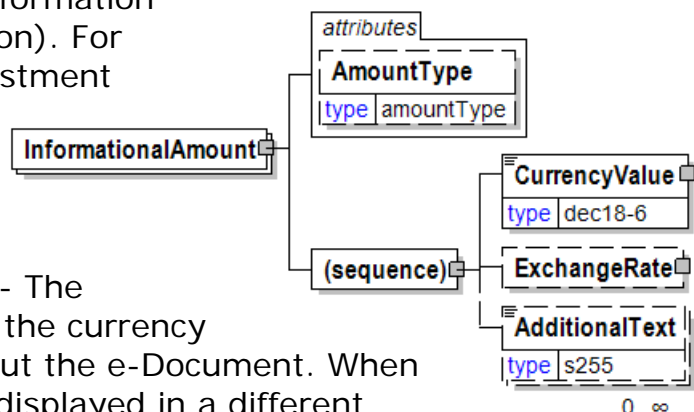 formation
on). For
stment
attributes
AmountType
type amountType
InformationalAmount
CurrencyValue
type dec18-6
(sequence)
ExchangeRate
AdditionalText
type s255
0 ∞
- The
the currency
ut the e-Document. When
displayed in a different